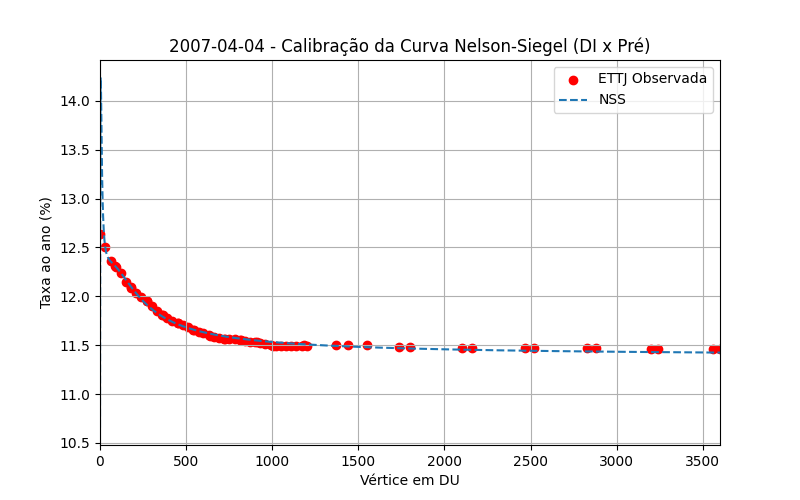 2007-04-04 - Calibração da Curva Nelson-Siegel (DI x Pré)
ETTJ Observada
NSS
Taxa ao ano (%)
14.0
13.5
13.0
12.5
12.0
11.5
11.0
10.5
0 500 1000 1500 2000 2500 3000 3500
Vértice em DU